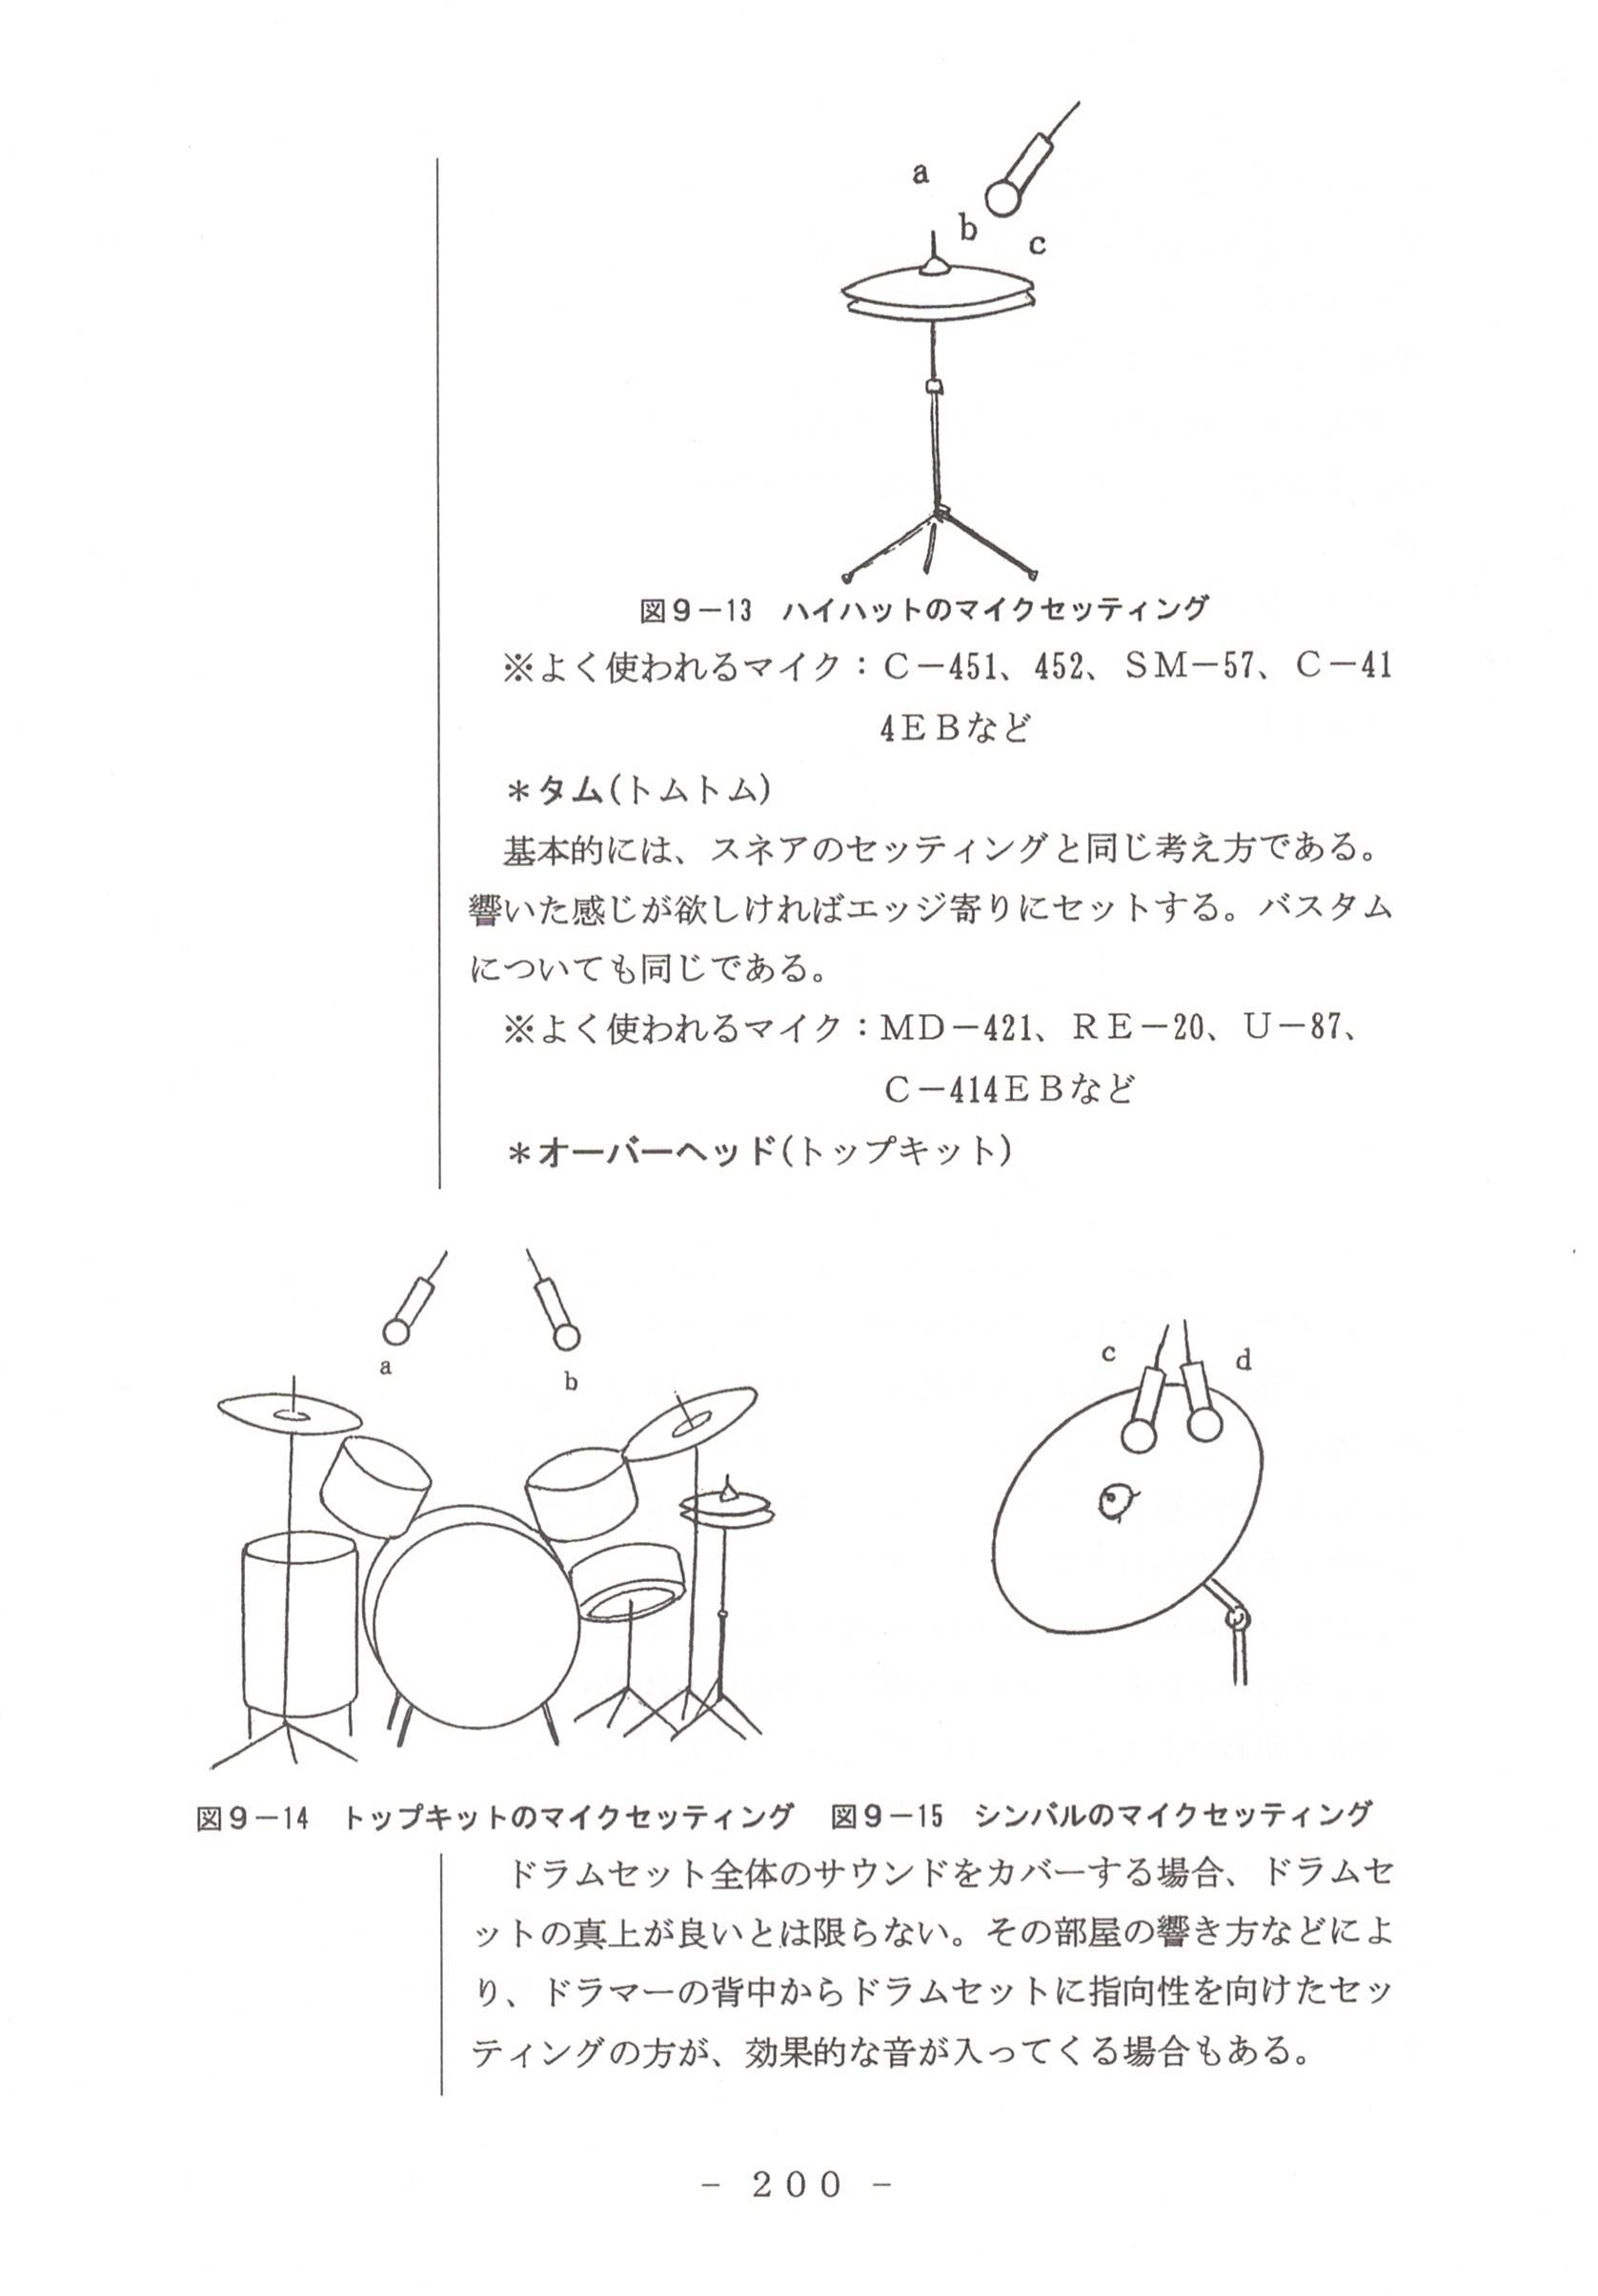 a
b
c
図9－13　ハイハットのマイクセッティング
※よく使われるマイク：Ｃ－451、452、ＳＭ－57、Ｃ－41
4ＥＢなど
＊タム(トムトム)
基本的には、スネアのセッティングと同じ考え方である。
響いた感じが欲しければエッジ寄りにセットする。バスタム
についても同じである。
※よく使われるマイク：ＭＤ－421、ＲＥ－20、Ｕ－87、
Ｃ－414ＥＢなど
＊オーバーヘッド(トップキット)
a
b
c
d
図9－14　トップキットのマイクセッティング
図9－15　シンバルのマイクセッティング
ドラムセット全体のサウンドをカバーする場合、ドラムセ
ットの真上が良いとは限らない。その部屋の響き方などによ
り、ドラマーの背中からドラムセットに指向性を向けたセッ
ティングの方が、効果的な音が入ってくる場合もある。
－ 200 －